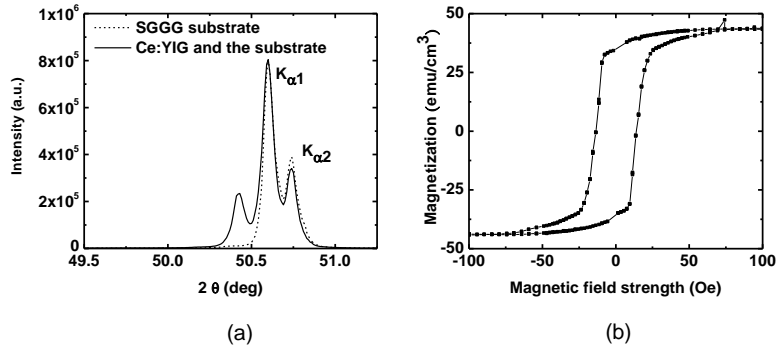 SGGG substrate
Ce:YIG and the substrate
Kα1
Kα2
1x10⁶
8x10⁵
6x10⁵
4x10⁵
2x10⁵
0
Intensity (a.u.)
49.5 50.0 50.5 51.0
2 θ (deg)
(a)
50
25
0
-25
-50
Magnetization (emu/cm³)
-100 -50 0 50 100
Magnetic field strength (Oe)
(b)